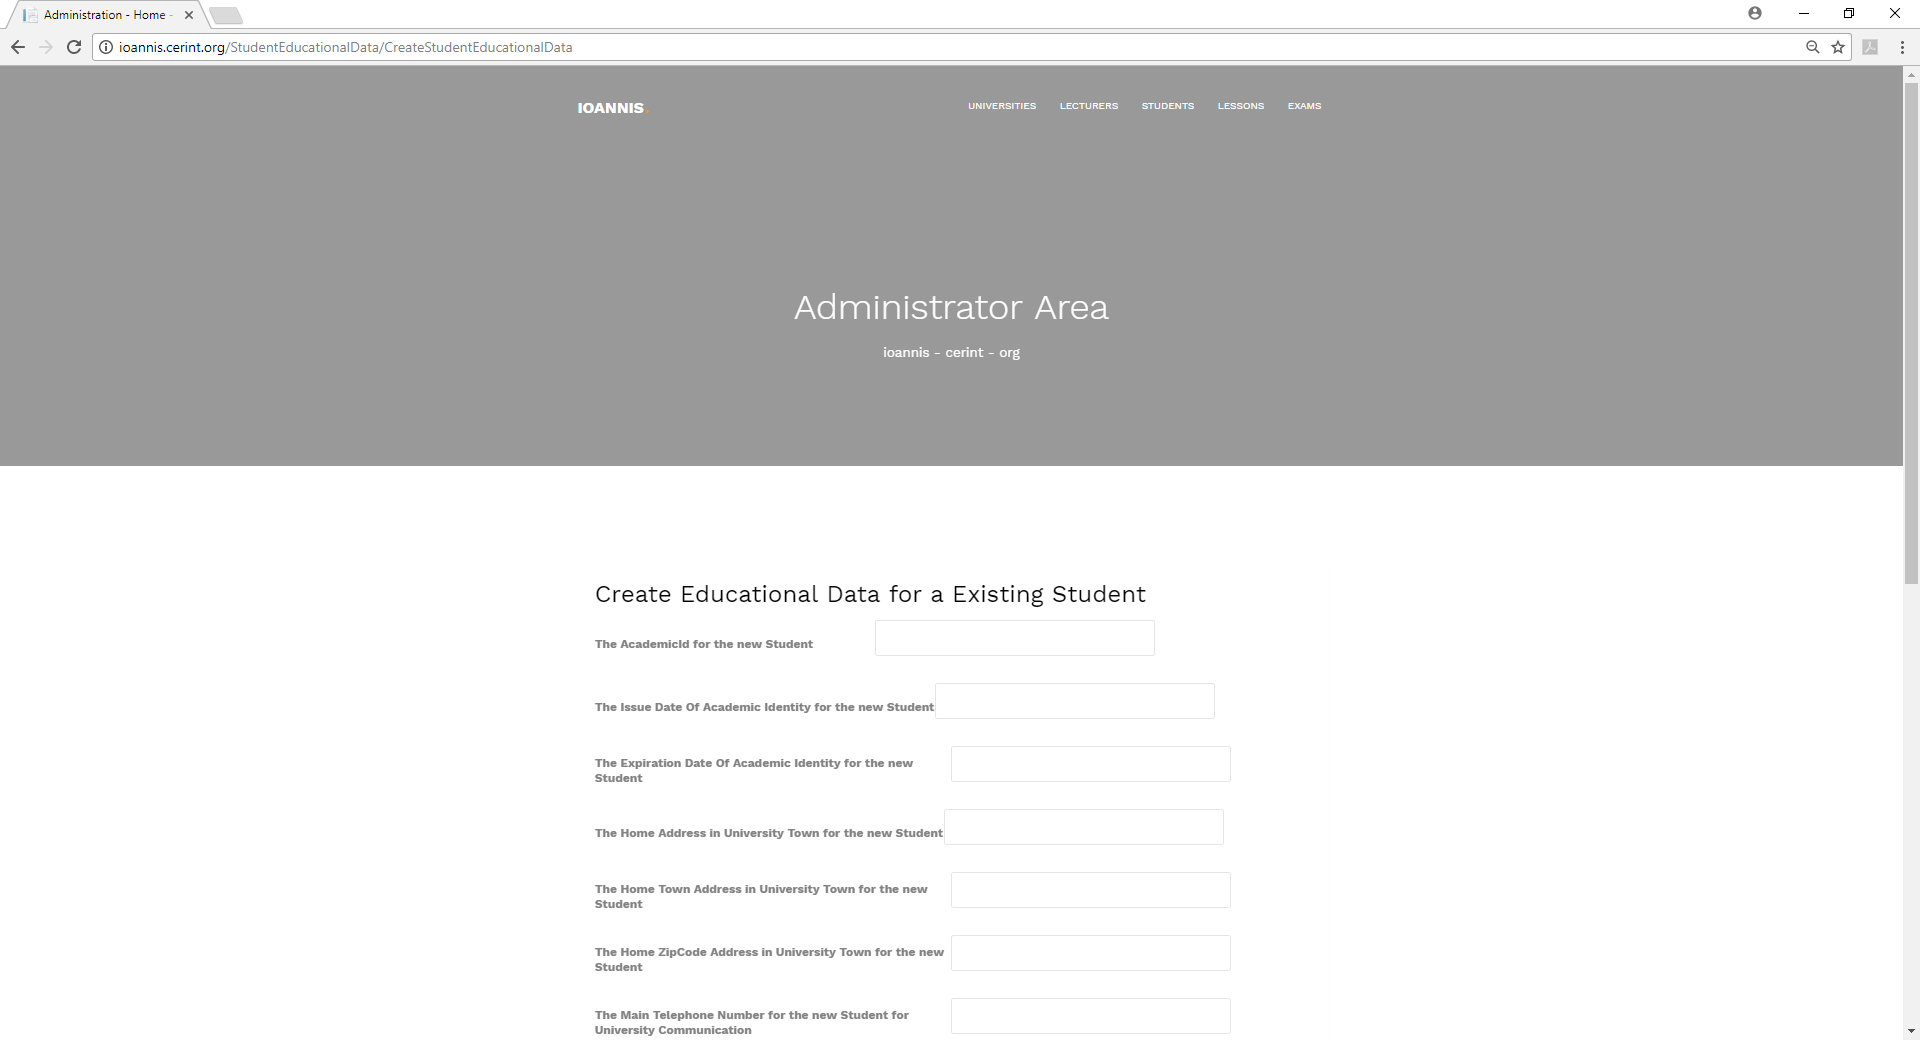 Administration - Home -
ioannis.cerint.org/StudentEducationalData/CreateStudentEducationalData
IOANNIS.
UNIVERSITIES LECTURERS STUDENTS LESSONS EXAMS
Administrator Area
ioannis - cerint - org
Create Educational Data for a Existing Student
The AcademicId for the new Student
The Issue Date Of Academic Identity for the new Student
The Expiration Date Of Academic Identity for the new
Student
The Home Address in University Town for the new Student
The Home Town Address in University Town for the new
Student
The Home ZipCode Address in University Town for the new
Student
The Main Telephone Number for the new Student for
University Communication